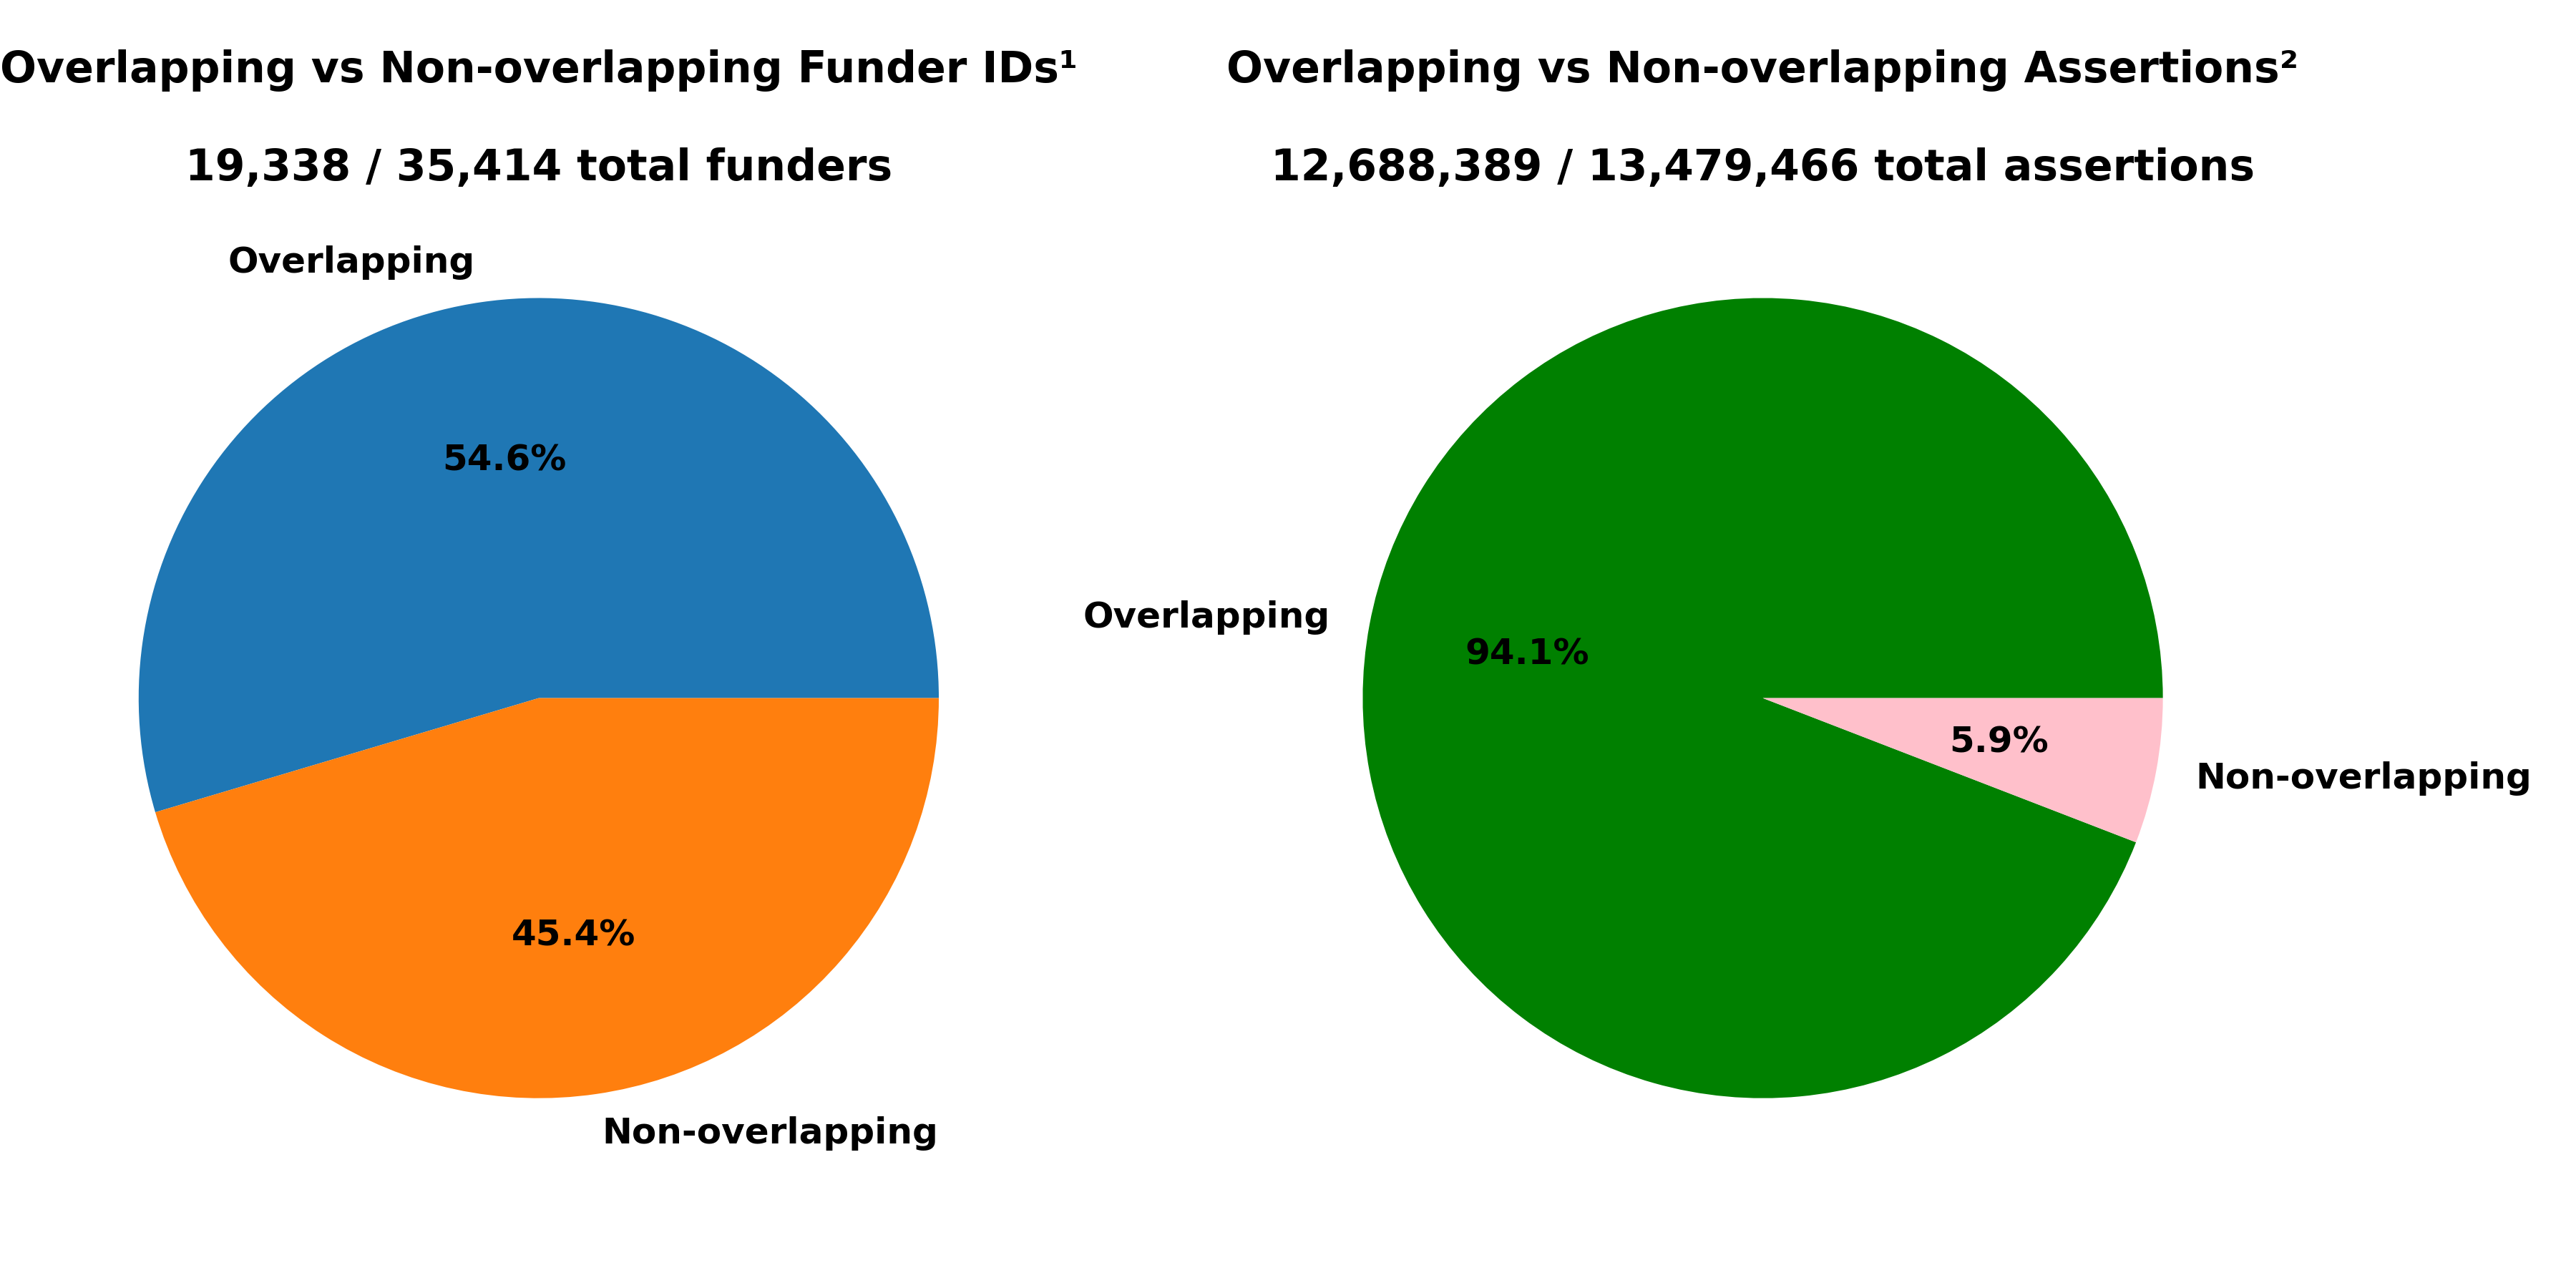 Overlapping vs Non-overlapping Funder IDs¹
19,338 / 35,414 total funders
Overlapping
54.6%
45.4%
Non-overlapping
Overlapping vs Non-overlapping Assertions²
12,688,389 / 13,479,466 total assertions
Overlapping
94.1%
5.9%
Non-overlapping